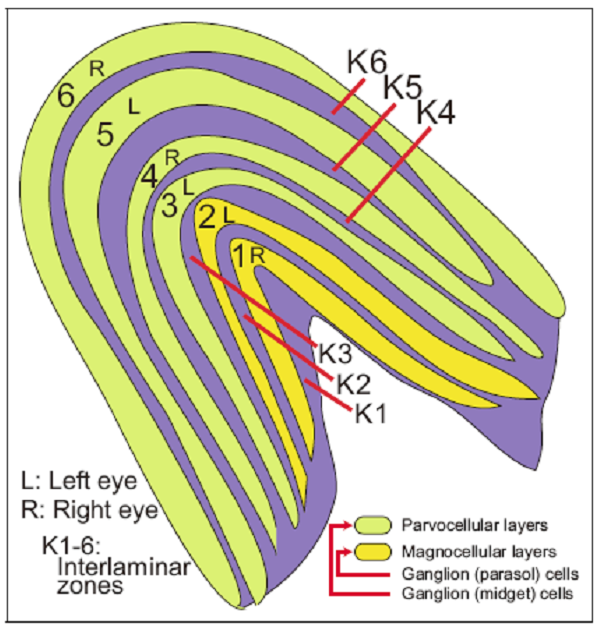 K6
K5
K4
6 R
5 L
4 R
3 L
2 L
1 R
K3
K2
K1
L: Left eye
R: Right eye
K1-6:
Interlaminar
zones
Parvocellular layers
Magnocellular layers
Ganglion (parasol) cells
Ganglion (midget) cells